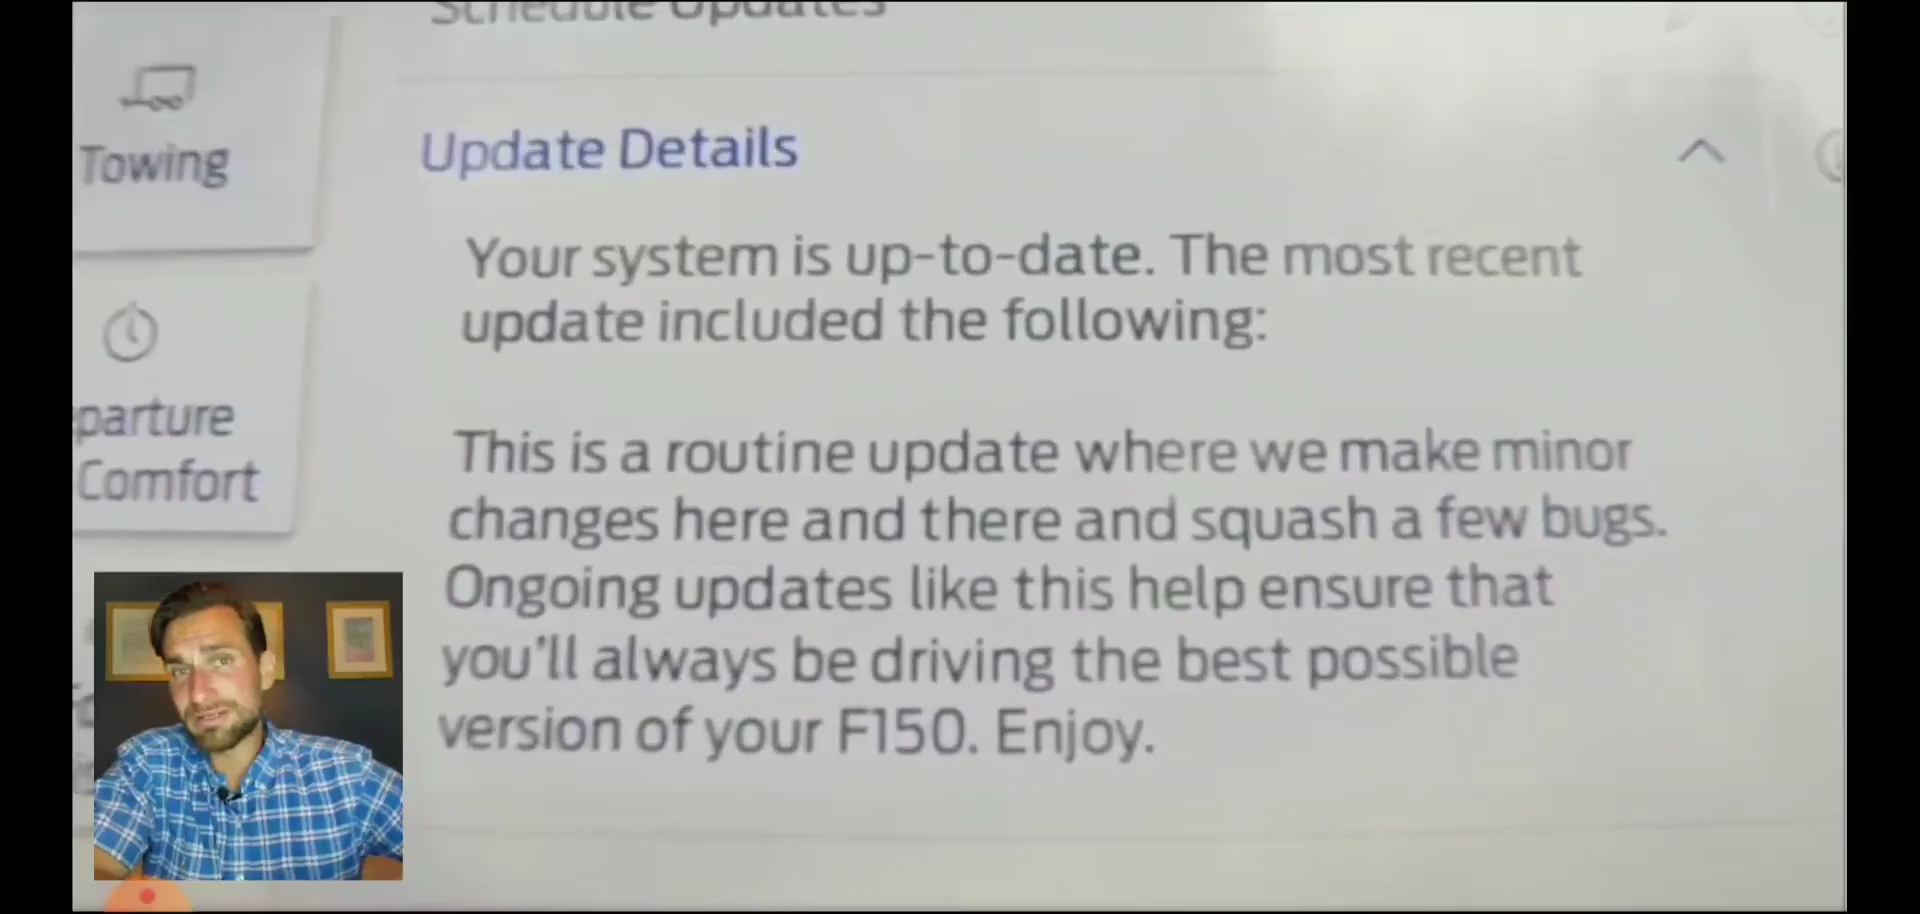 Schedule Updates
Towing
Update Details
Your system is up-to-date. The most recent
update included the following:
parture
Comfort
This is a routine update where we make minor
changes here and there and squash a few bugs.
Ongoing updates like this help ensure that
you'll always be driving the best possible
version of your F150. Enjoy.